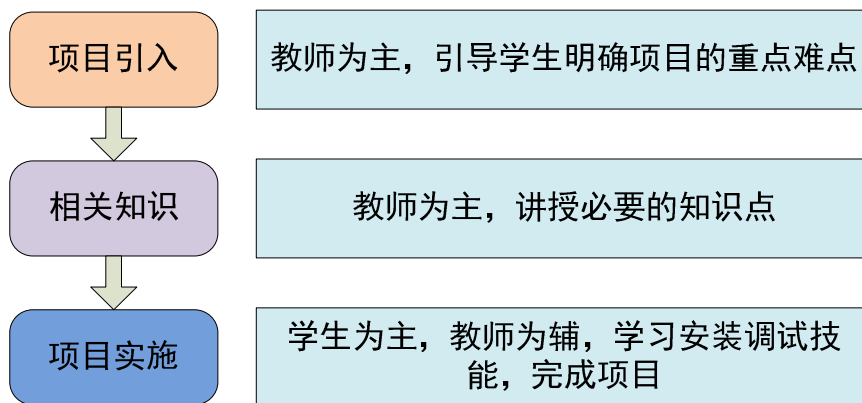 项目引入
教师为主，引导学生明确项目的重点难点
相关知识
教师为主，讲授必要的知识点
项目实施
学生为主，教师为辅，学习安装调试技
能，完成项目